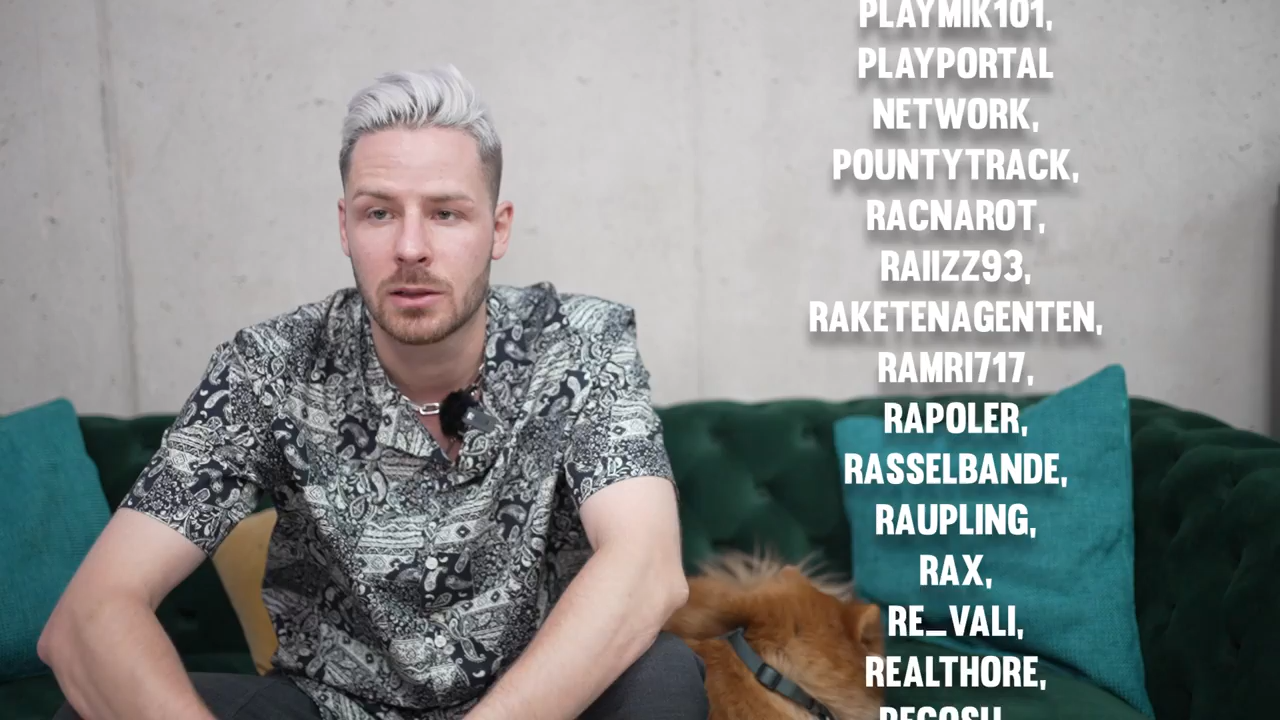 PLAYMIK101,
PLAYPORTAL
NETWORK,
POUNTYTRACK,
RACNAROT,
RAIIZZ93,
RAKETENAGENTEN,
RAMRI717,
RAPOLER,
RASSELBANDE,
RAUPLING,
RAX,
RE_VALI,
REALTHORE,